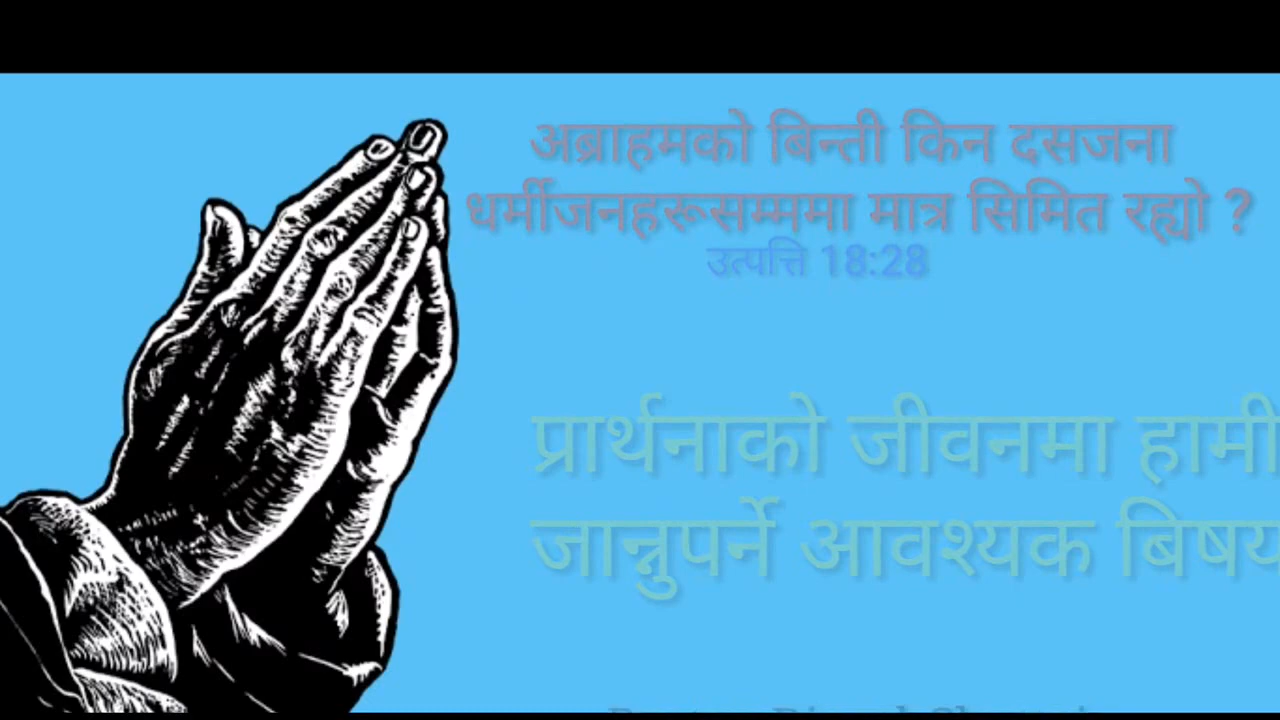 अब्राहमको बिन्ती किन दसजना
धर्मीजनहरूसम्ममा मात्र सिमित रह्यो ?
उत्पत्ति 18:28
प्रार्थनाको जीवनमा हामी
जान्नुपर्ने आवश्यक बिषय